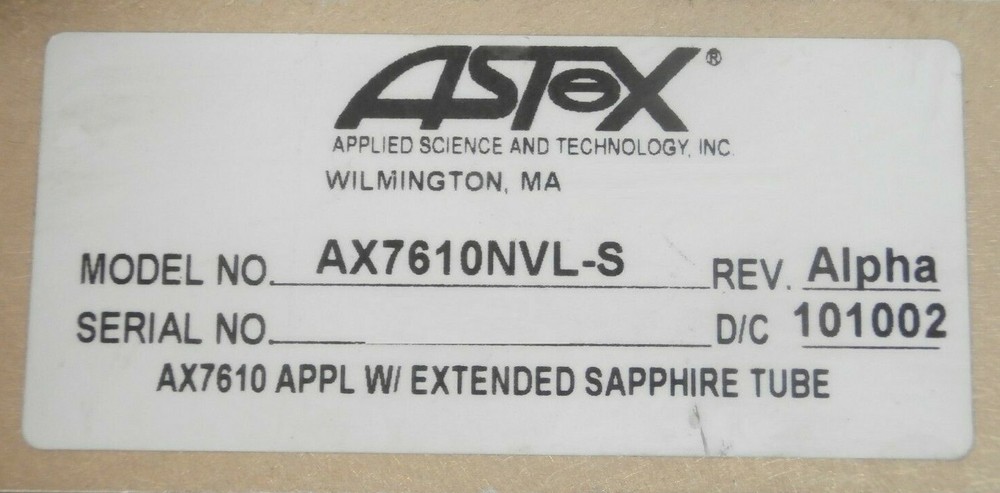 ASTeX®
APPLIED SCIENCE AND TECHNOLOGY, INC.
WILMINGTON, MA
MODEL NO. AX7610NVL-S REV. Alpha
SERIAL NO. D/C 101002
AX7610 APPL W/ EXTENDED SAPPHIRE TUBE